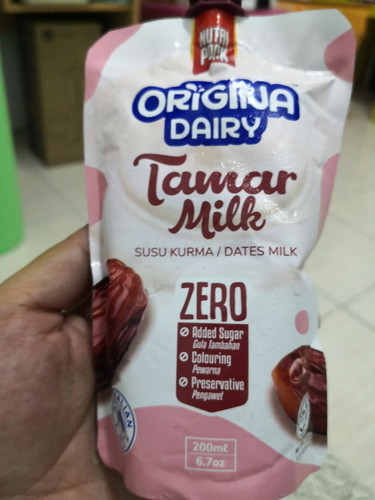 NUTRI
PACK
ORIGINA
DAIRY
Tamar
Milk
SUSU KURMA / DATES MILK
ZERO
Added Sugar
Gula Tambahan
Colouring
Pewarna
Preservative
Pengawet
200mℓ
6.7oz